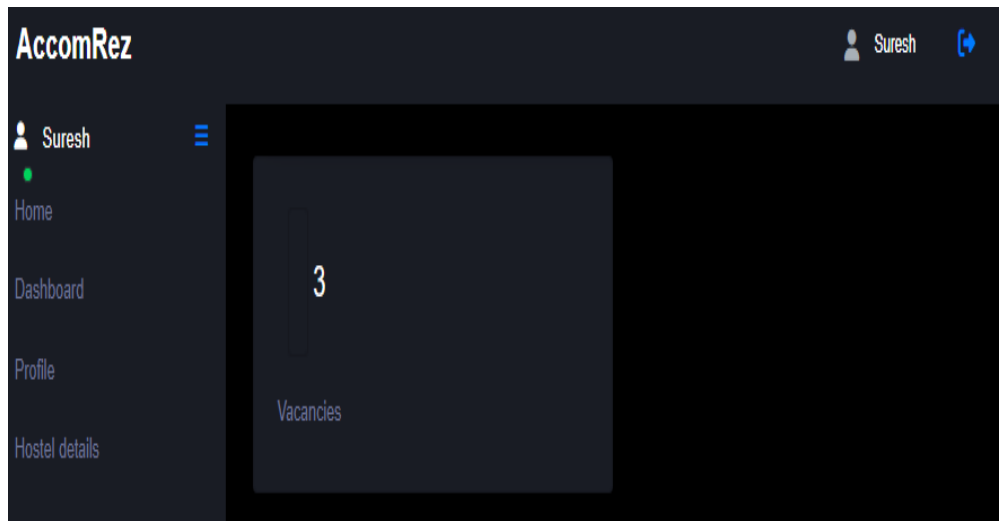 AccomRez
Suresh
Suresh
Home
Dashboard
Profile
Hostel details
3
Vacancies